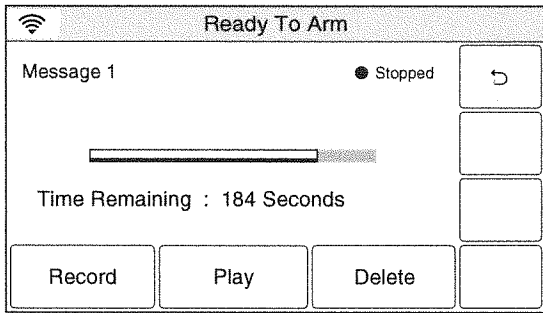 Ready To Arm
Message 1
Stopped
Time Remaining : 184 Seconds
Record
Play
Delete